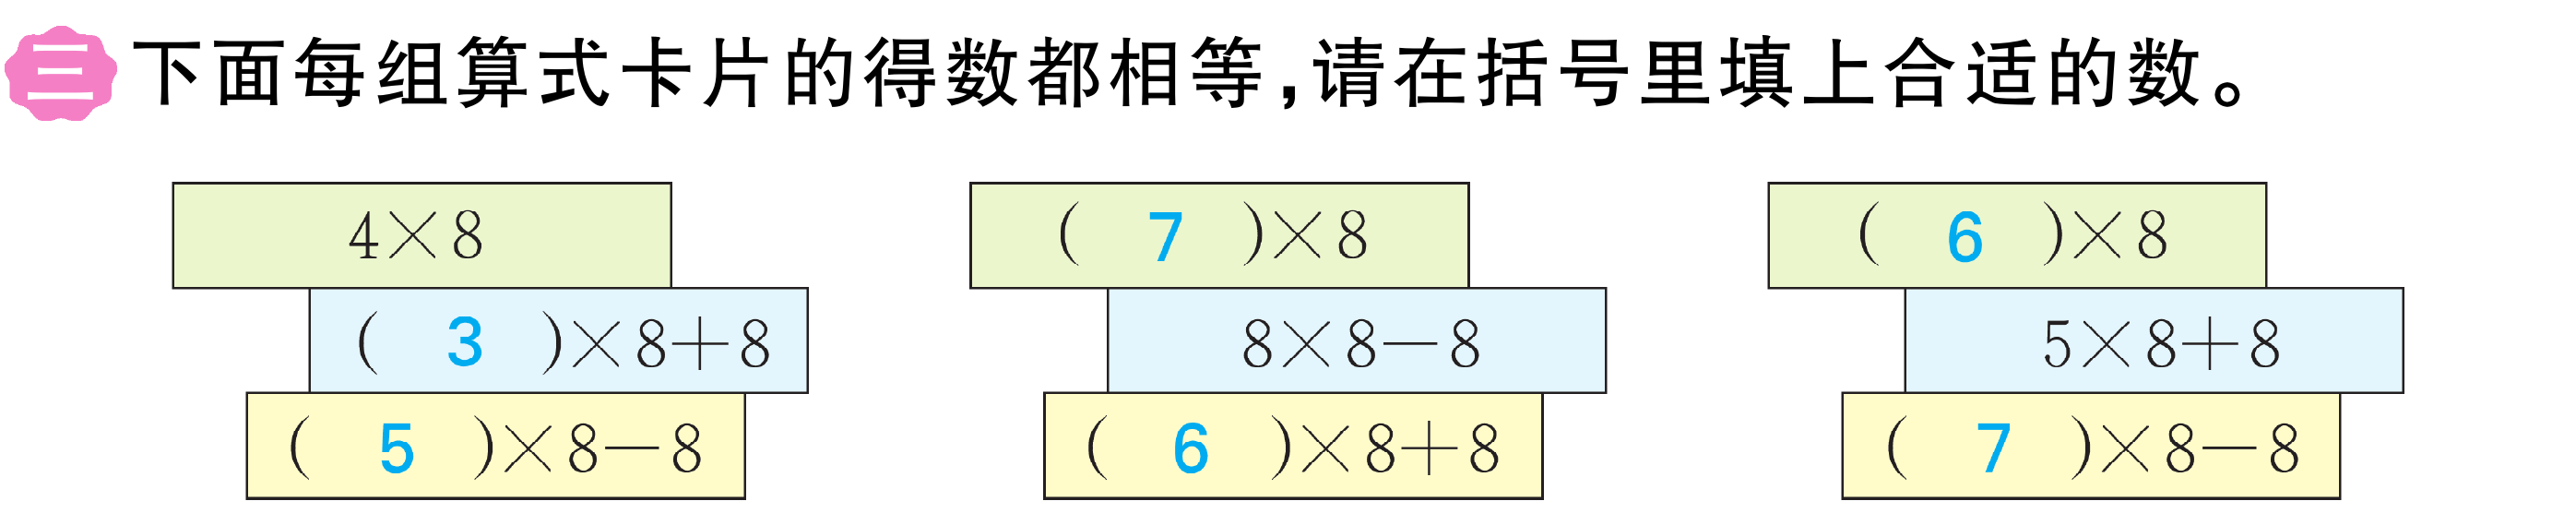 三 下面每组算式卡片的得数都相等,请在括号里填上合适的数。
4×8 ( 7 )×8 ( 6 )×8
( 3 )×8+8 8×8-8 5×8+8
( 5 )×8-8 ( 6 )×8+8 ( 7 )×8-8